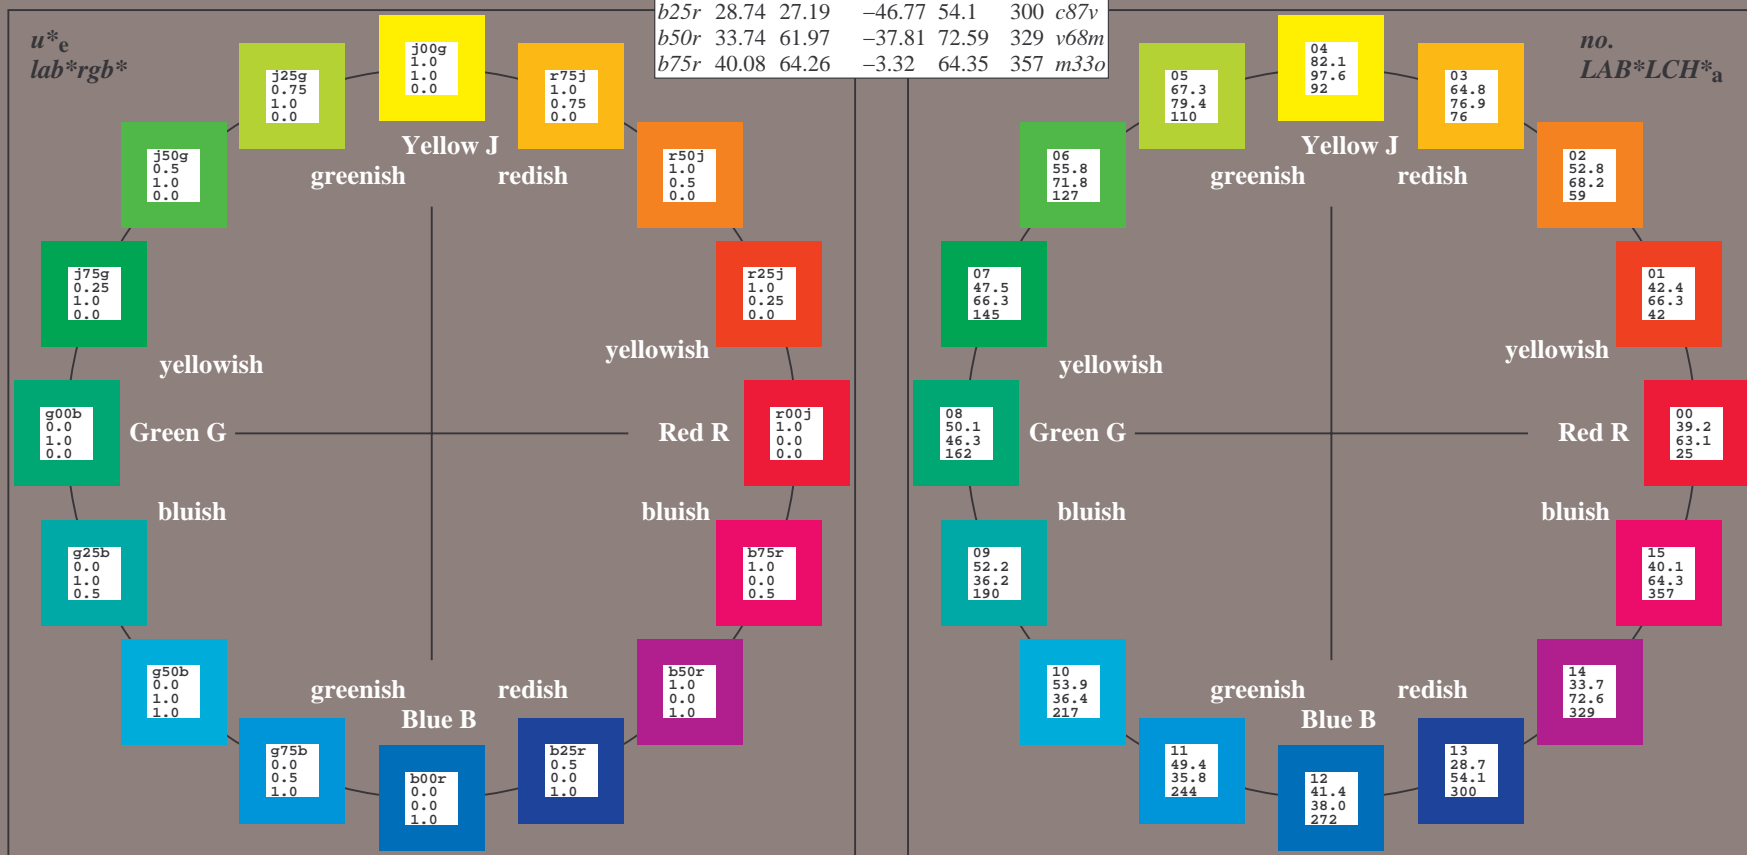 b25r 28.74 27.19 −46.77 54.1 300 c87v
b50r 33.74 61.97 −37.81 72.59 329 v68m
b75r 40.08 64.26 −3.32 64.35 357 m33o
u*e
lab*rgb*
j00g
1.0
1.0
0.0
j25g
0.75
1.0
0.0
r75j
1.0
0.75
0.0
j50g
0.5
1.0
0.0
r50j
1.0
0.5
0.0
Yellow J
greenish redish
j75g
0.25
1.0
0.0
r25j
1.0
0.25
0.0
yellowish
yellowish
g00b
0.0
1.0
0.0
Green G
Red R
r00j
1.0
0.0
0.0
bluish
bluish
g25b
0.0
1.0
0.5
b75r
1.0
0.0
0.5
g50b
0.0
1.0
1.0
b50r
1.0
0.0
1.0
greenish redish
Blue B
g75b
0.0
0.5
1.0
b00r
0.0
0.0
1.0
b25r
0.5
0.0
1.0
no.
LAB*LCH*a
04
82.1
97.6
92
05
67.3
79.4
110
03
64.8
76.9
76
06
55.8
71.8
127
02
52.8
68.2
59
Yellow J
greenish redish
07
47.5
66.3
145
01
42.4
66.3
42
yellowish
yellowish
08
50.1
46.3
162
Green G
Red R
00
39.2
63.1
25
bluish
bluish
09
52.2
36.2
190
15
40.1
64.3
357
10
53.9
36.4
217
14
33.7
72.6
329
greenish redish
Blue B
11
49.4
35.8
244
12
41.4
38.0
272
13
28.7
54.1
300